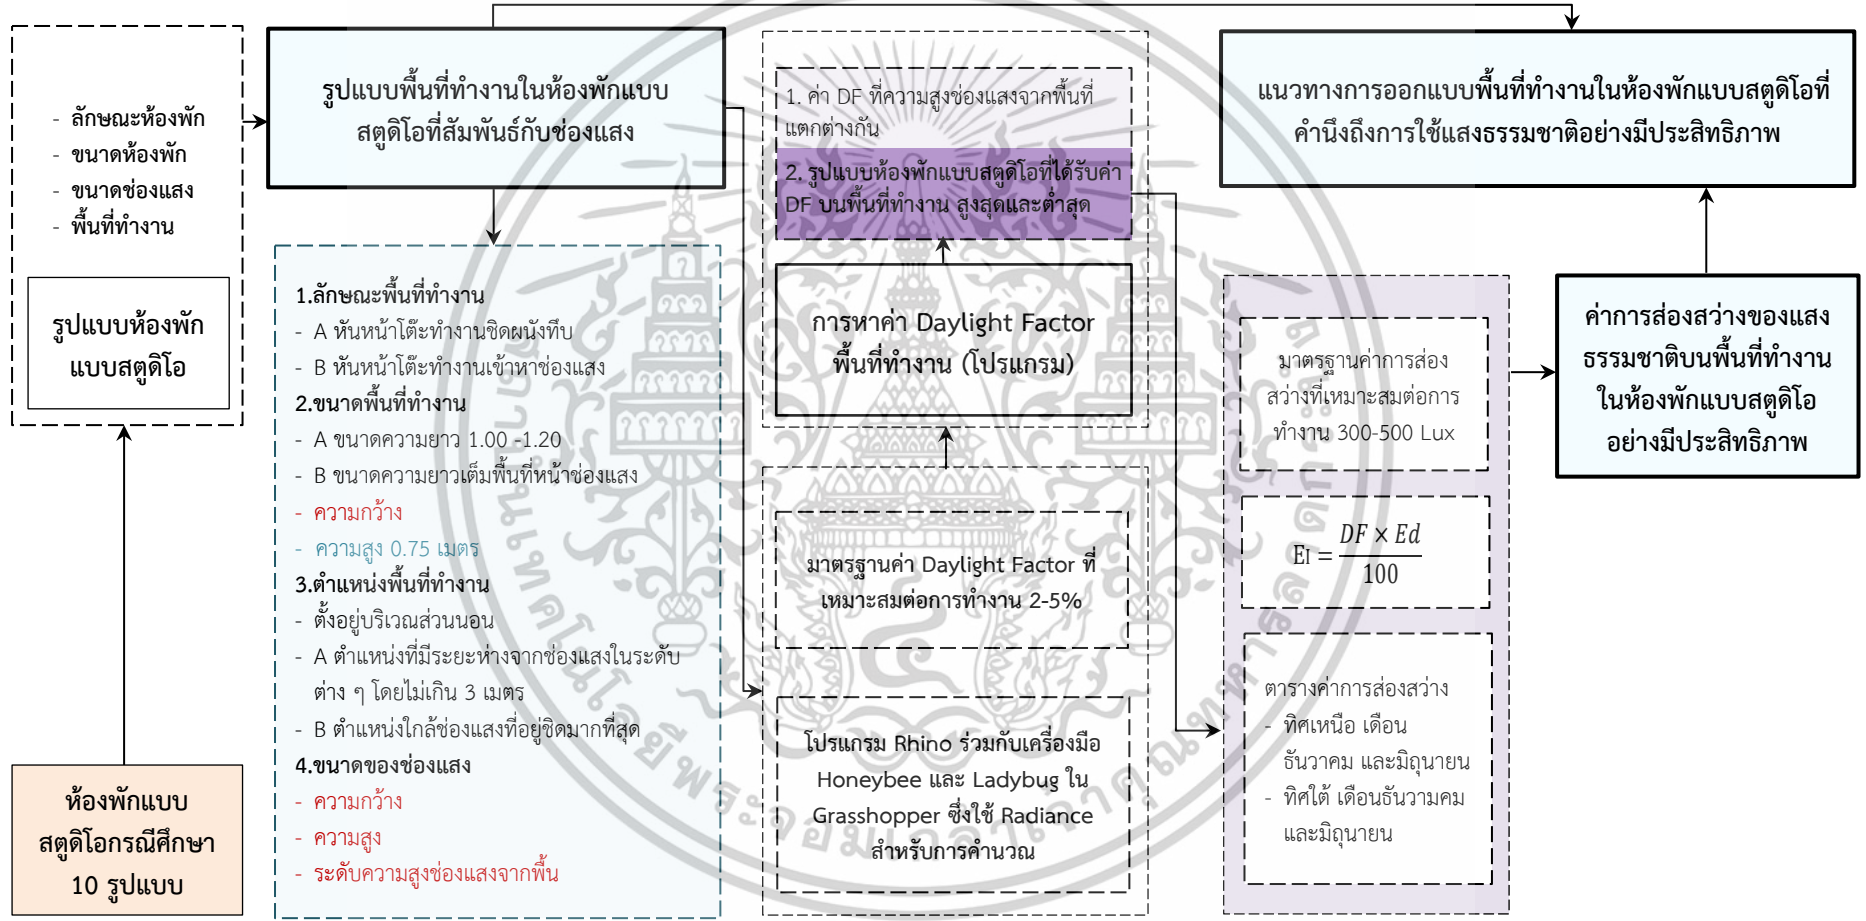 - ลักษณะห้องพัก
- ขนาดห้องพัก
- ขนาดช่องแสง
- พื้นที่ทำงาน
รูปแบบห้องพัก
แบบสตูดิโอ
ห้องพักแบบ
สตูดิโอกรณีศึกษา
10 รูปแบบ
รูปแบบพื้นที่ทำงานในห้องพักแบบ
สตูดิโอที่สัมพันธ์กับช่องแสง
1.ลักษณะพื้นที่ทำงาน
- A หันหน้าโต๊ะทำงานชิดผนังทึบ
- B หันหน้าโต๊ะทำงานเข้าหาช่องแสง
2.ขนาดพื้นที่ทำงาน
- A ขนาดความยาว 1.00 -1.20
- B ขนาดความยาวเต็มพื้นที่หน้าช่องแสง
- ความกว้าง
- ความสูง 0.75 เมตร
3.ตำแหน่งพื้นที่ทำงาน
- ตั้งอยู่บริเวณส่วนนอน
- A ตำแหน่งที่มีระยะห่างจากช่องแสงในระดับ
ต่าง ๆ โดยไม่เกิน 3 เมตร
- B ตำแหน่งใกล้ช่องแสงที่อยู่ชิดมากที่สุด
4.ขนาดของช่องแสง
- ความกว้าง
- ความสูง
- ระดับความสูงช่องแสงจากพื้น
1. ค่า DF ที่ความสูงช่องแสงจากพื้นที่
แตกต่างกัน
2. รูปแบบห้องพักแบบสตูดิโอที่ได้รับค่า
DF บนพื้นที่ทำงาน สูงสุดและต่ำสุด
การหาค่า Daylight Factor
พื้นที่ทำงาน (โปรแกรม)
มาตรฐานค่า Daylight Factor ที่
เหมาะสมต่อการทำงาน 2-5%
โปรแกรม Rhino ร่วมกับเครื่องมือ
Honeybee และ Ladybug ใน
Grasshopper ซึ่งใช้ Radiance
สำหรับการคำนวณ
แนวทางการออกแบบพื้นที่ทำงานในห้องพักแบบสตูดิโอที่
คำนึงถึงการใช้แสงธรรมชาติอย่างมีประสิทธิภาพ
มาตรฐานค่าการส่อง
สว่างที่เหมาะสมต่อการ
ทำงาน 300-500 Lux
EI = DF × Ed
100
ตารางค่าการส่องสว่าง
- ทิศเหนือ เดือน
ธันวาคม และมิถุนายน
- ทิศใต้ เดือนธันวามคม
และมิถุนายน
ค่าการส่องสว่างของแสง
ธรรมชาติบนพื้นที่ทำงาน
ในห้องพักแบบสตูดิโอ
อย่างมีประสิทธิภาพ